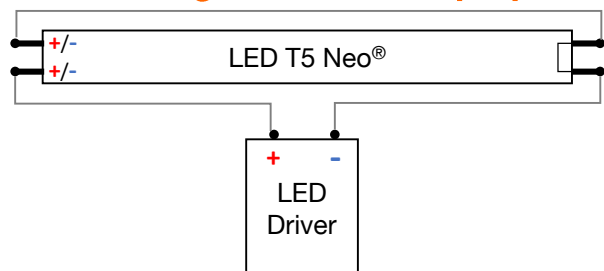 +/-
LED T5 Neo®
+/-
+ -
LED
Driver